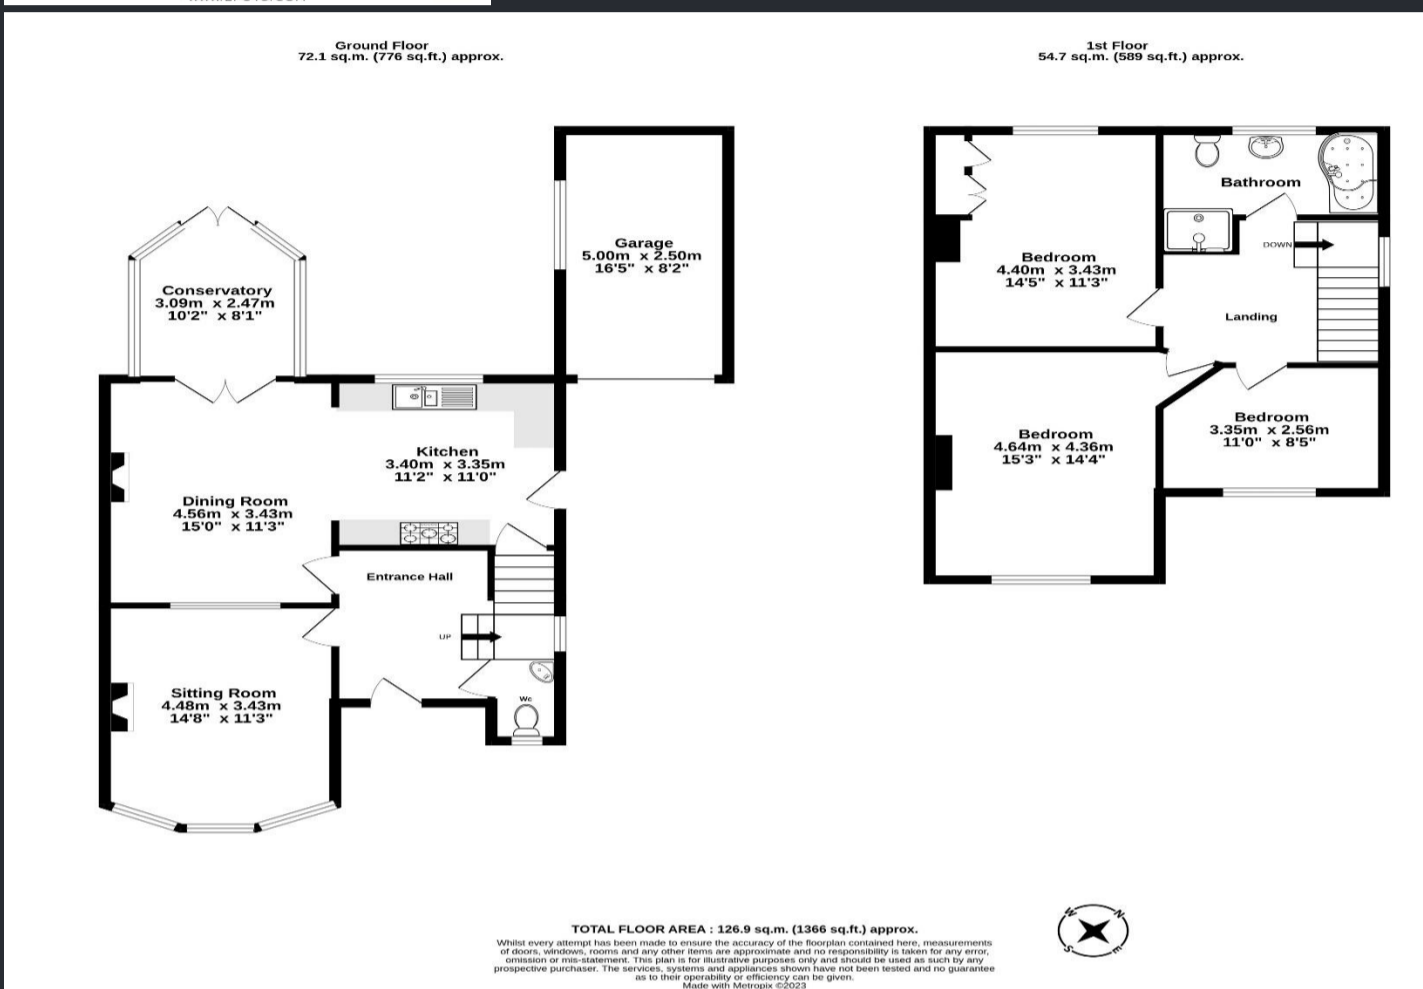 Ground Floor
72.1 sq.m. (776 sq.ft.) approx.
1st Floor
54.7 sq.m. (589 sq.ft.) approx.
Conservatory
3.09m x 2.47m
10'2" x 8'1"
Garage
5.00m x 2.50m
16'5" x 8'2"
Kitchen
3.40m x 3.35m
11'2" x 11'0"
Dining Room
4.56m x 3.43m
15'0" x 11'3"
Entrance Hall
UP
Sitting Room
4.48m x 3.43m
14'8" x 11'3"
Wc
Bathroom
DOWN
Bedroom
4.40m x 3.43m
14'5" x 11'3"
Landing
Bedroom
4.64m x 4.36m
15'3" x 14'4"
Bedroom
3.35m x 2.56m
11'0" x 8'5"
TOTAL FLOOR AREA : 126.9 sq.m. (1366 sq.ft.) approx.
Whilst every attempt has been made to ensure the accuracy of the floorplan contained here, measurements
of doors, windows, rooms and any other items are approximate and no responsibility is taken for any error,
omission or mis-statement. This plan is for illustrative purposes only and should be used as such by any
prospective purchaser. The services, systems and appliances shown have not been tested and no guarantee
as to their operability or efficiency can be given.
Made with Metropix ©2023
W N
S E